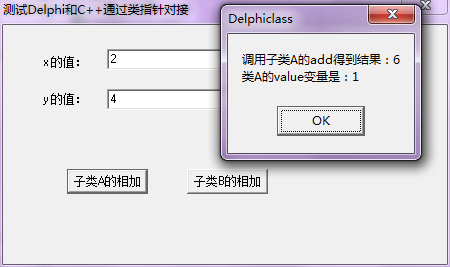 测试Delphi和C++通过类指针对接
x的值：
2
y的值：
4
子类A的相加
子类B的相加
Delphiclass
调用子类A的add得到结果：6
类A的value变量是：1
OK